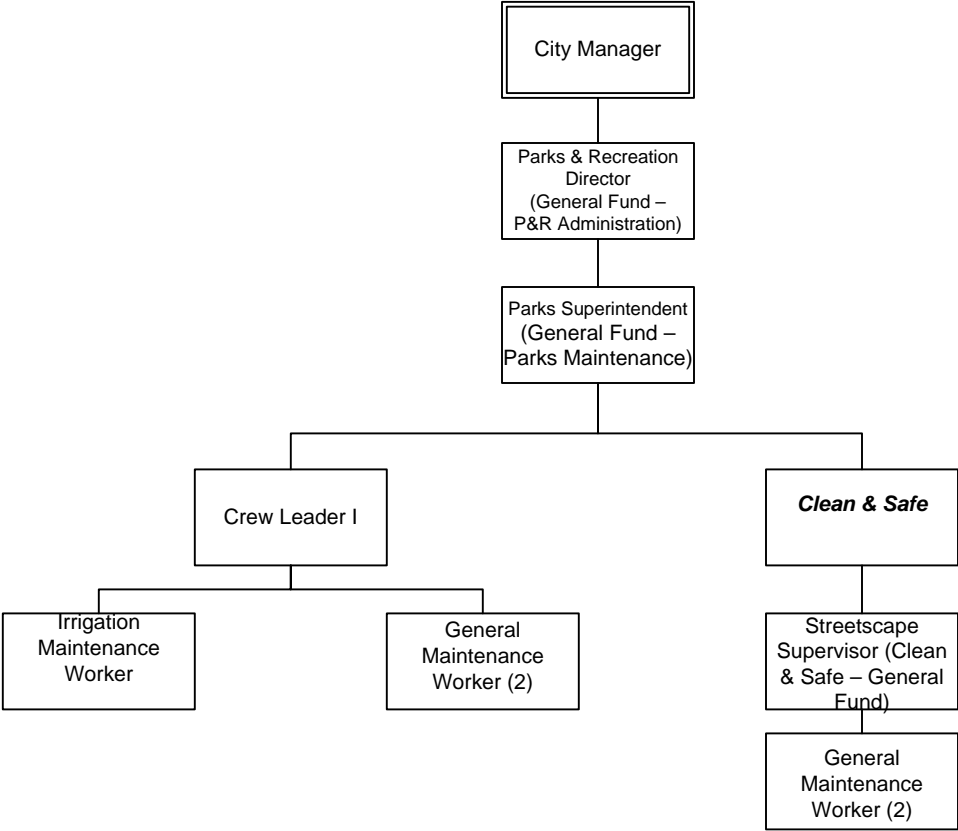 City Manager
Parks & Recreation
Director
(General Fund –
P&R Administration)
Parks Superintendent
(General Fund –
Parks Maintenance)
Crew Leader I
Clean & Safe
Irrigation
Maintenance
Worker
General
Maintenance
Worker (2)
Streetscape
Supervisor (Clean
& Safe – General
Fund)
General
Maintenance
Worker (2)